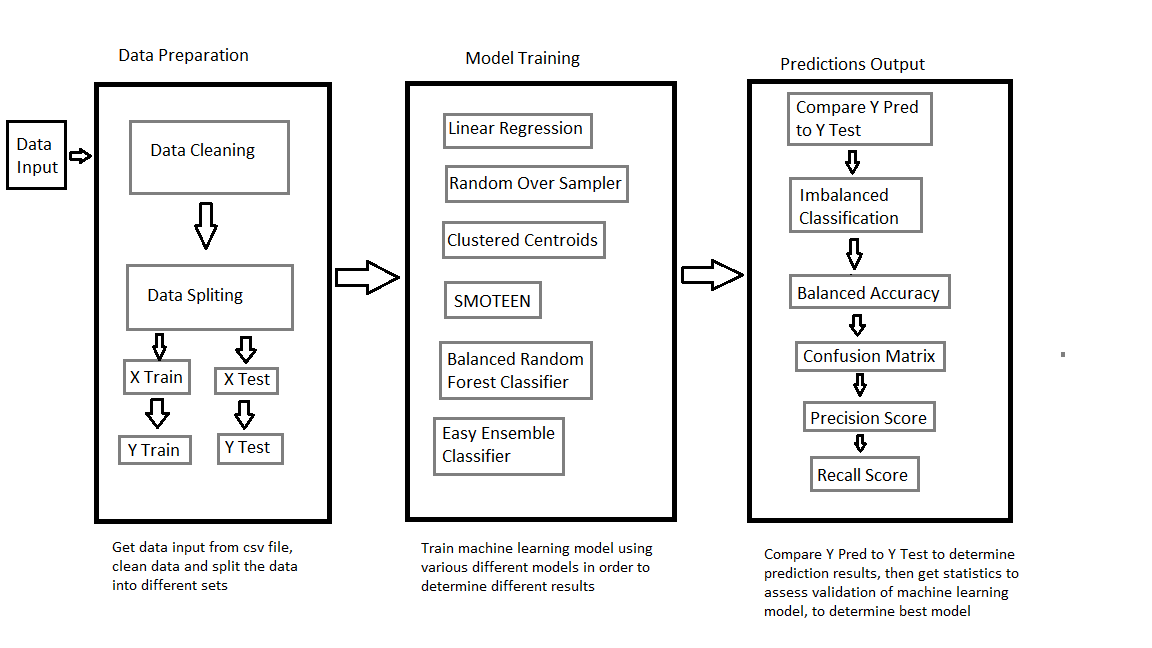 Data Preparation
Model Training
Predictions Output
Data
Input
Data Cleaning
Data Spliting
X Train
X Test
Y Train
Y Test
Linear Regression
Random Over Sampler
Clustered Centroids
SMOTEEN
Balanced Random
Forest Classifier
Easy Ensemble
Classifier
Compare Y Pred
to Y Test
Imbalanced
Classification
Balanced Accuracy
Confusion Matrix
Precision Score
Recall Score
Get data input from csv file,
clean data and split the data
into different sets
Train machine learning model using
various different models in order to
determine different results
Compare Y Pred to Y Test to determine
prediction results, then get statistics to
assess validation of machine learning
model, to determine best model